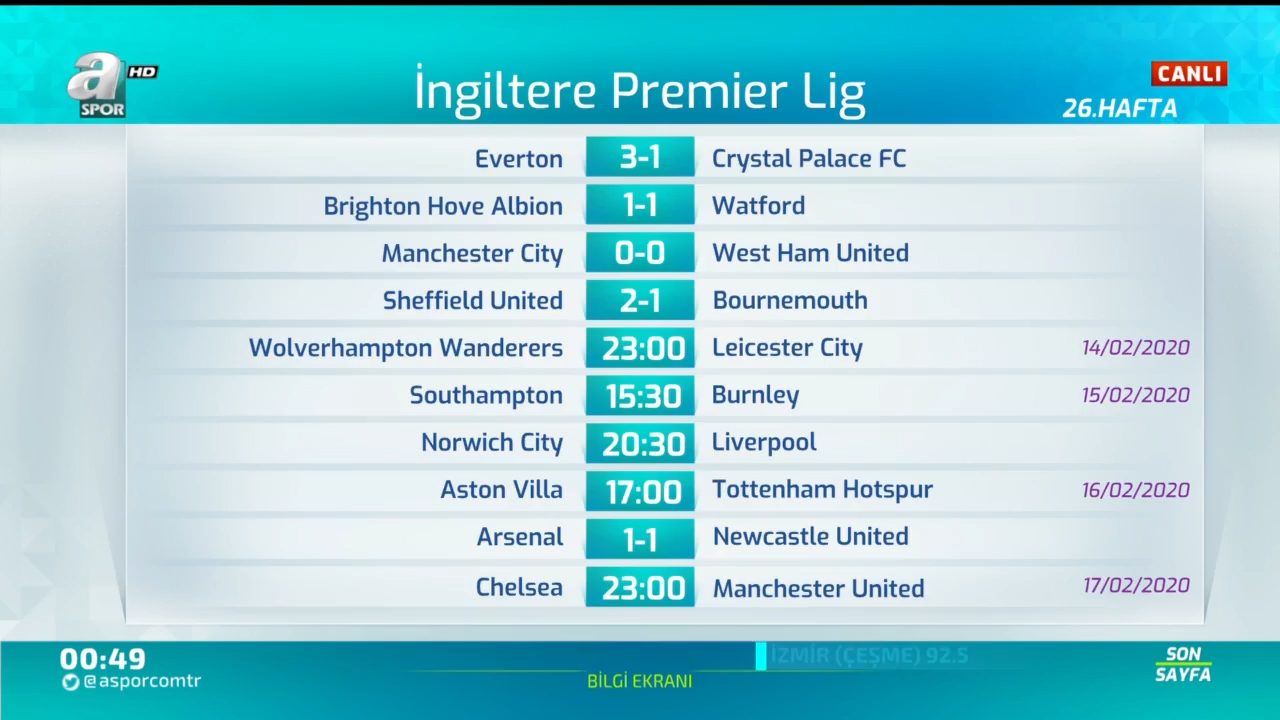 a HD
SPOR
İngiltere Premier Lig
CANLI
26.HAFTA
Everton 3-1 Crystal Palace FC
Brighton Hove Albion 1-1 Watford
Manchester City 0-0 West Ham United
Sheffield United 2-1 Bournemouth
Wolverhampton Wanderers 23:00 Leicester City 14/02/2020
Southampton 15:30 Burnley 15/02/2020
Norwich City 20:30 Liverpool
Aston Villa 17:00 Tottenham Hotspur 16/02/2020
Arsenal 1-1 Newcastle United
Chelsea 23:00 Manchester United 17/02/2020
00:49
@asporcomtr
İZMİR (ÇEŞME) 92.5
BİLGİ EKRANI
SON
SAYFA